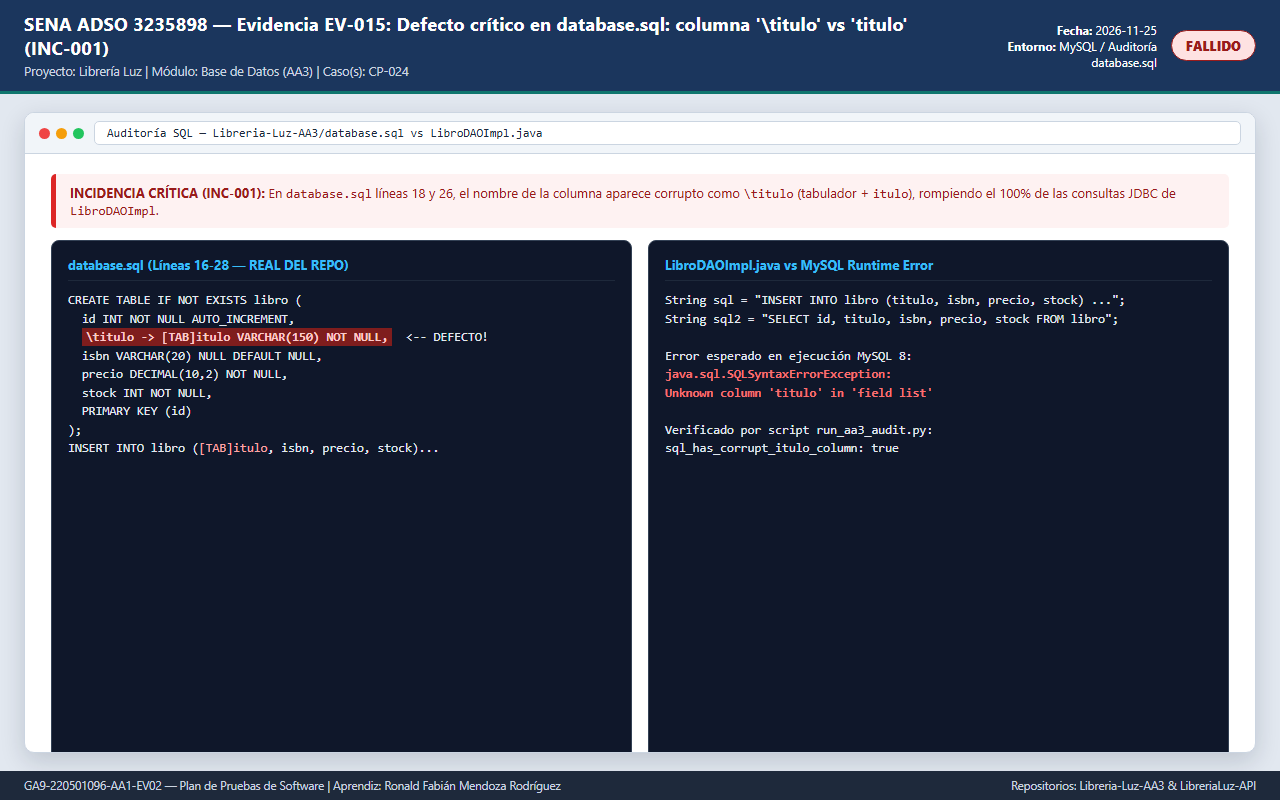 SENA ADSO 3235898 — Evidencia EV-015: Defecto crítico en database.sql: columna '\titulo' vs 'titulo'
(INC-001)
Proyecto: Librería Luz | Módulo: Base de Datos (AA3) | Caso(s): CP-024
Fecha: 2026-11-25
Entorno: MySQL / Auditoría
database.sql
FALLIDO
Auditoría SQL — Libreria-Luz-AA3/database.sql vs LibroDAOImpl.java
INCIDENCIA CRÍTICA (INC-001): En database.sql líneas 18 y 26, el nombre de la columna aparece corrupto como \titulo (tabulador + itulo), rompiendo el 100% de las consultas JDBC de
LibroDAOImpl.
database.sql (Líneas 16-28 — REAL DEL REPO)
CREATE TABLE IF NOT EXISTS libro (
id INT NOT NULL AUTO_INCREMENT,
\titulo -> [TAB]itulo VARCHAR(150) NOT NULL, <-- DEFECTO!
isbn VARCHAR(20) NULL DEFAULT NULL,
precio DECIMAL(10,2) NOT NULL,
stock INT NOT NULL,
PRIMARY KEY (id)
);
INSERT INTO libro ([TAB]itulo, isbn, precio, stock)...
LibroDAOImpl.java vs MySQL Runtime Error
String sql = "INSERT INTO libro (titulo, isbn, precio, stock) ...";
String sql2 = "SELECT id, titulo, isbn, precio, stock FROM libro";
Error esperado en ejecución MySQL 8:
java.sql.SQLSyntaxErrorException:
Unknown column 'titulo' in 'field list'
Verificado por script run_aa3_audit.py:
sql_has_corrupt_itulo_column: true
GA9-220501096-AA1-EV02 — Plan de Pruebas de Software | Aprendiz: Ronald Fabián Mendoza Rodríguez
Repositorios: Libreria-Luz-AA3 & LibreriaLuz-API